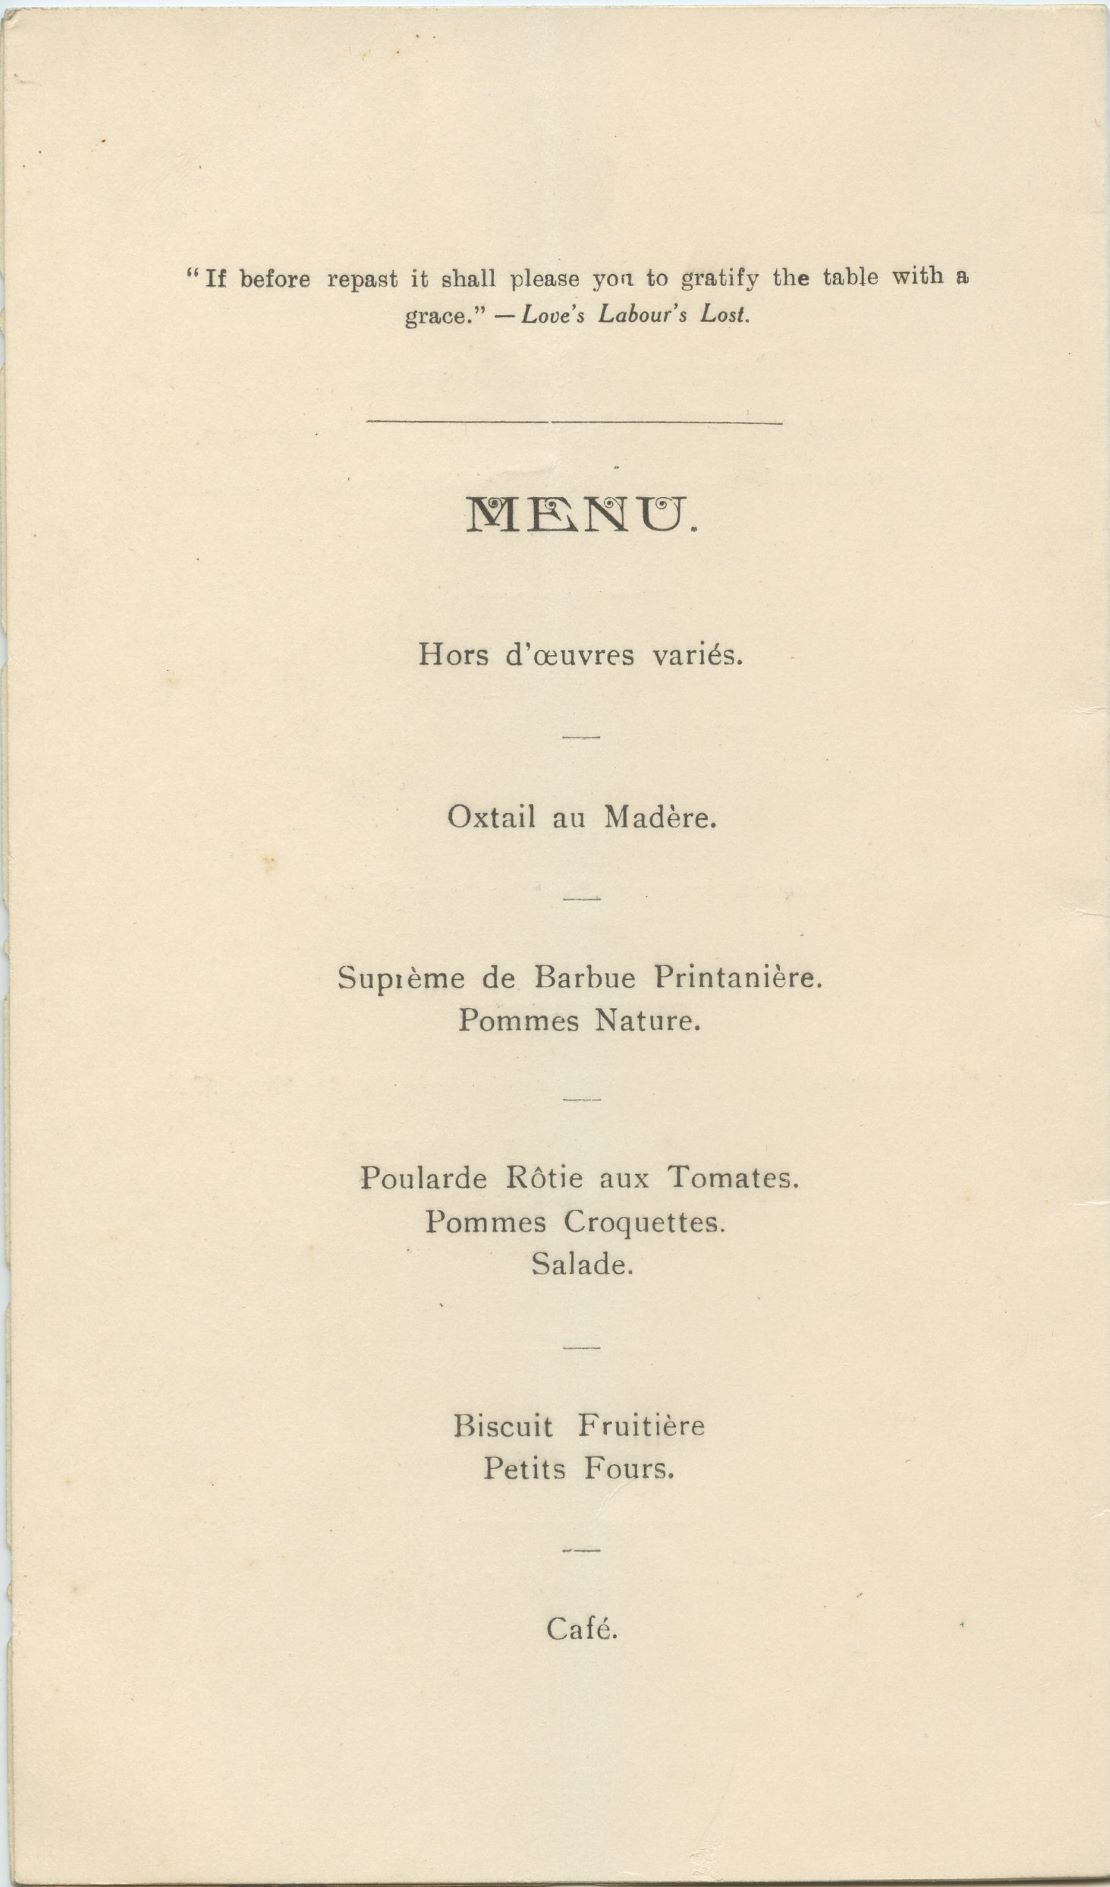 “If before repast it shall please you to gratify the table with a
grace.” — Love’s Labour’s Lost.
MENU.
Hors d’œuvres variés.
Oxtail au Madère.
Suprème de Barbue Printanière.
Pommes Nature.
Poularde Rôtie aux Tomates.
Pommes Croquettes.
Salade.
Biscuit Fruitière
Petits Fours.
Café.